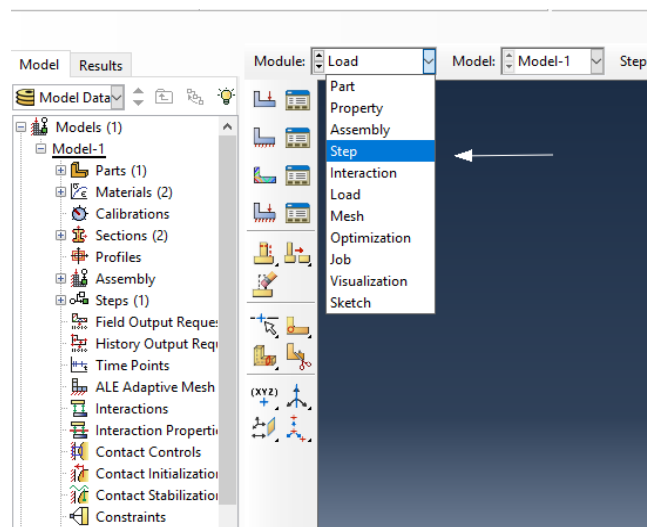 Model Results
Module: Load Model: Model-1 Step
Model Data
Models (1)
Model-1
Parts (1)
Materials (2)
Calibrations
Sections (2)
Profiles
Assembly
Steps (1)
Field Output Reque
History Output Req
Time Points
ALE Adaptive Mesh
Interactions
Interaction Properti
Contact Controls
Contact Initialization
Contact Stabilization
Constraints
Part
Property
Assembly
Step
Interaction
Load
Mesh
Optimization
Job
Visualization
Sketch
(XYZ)